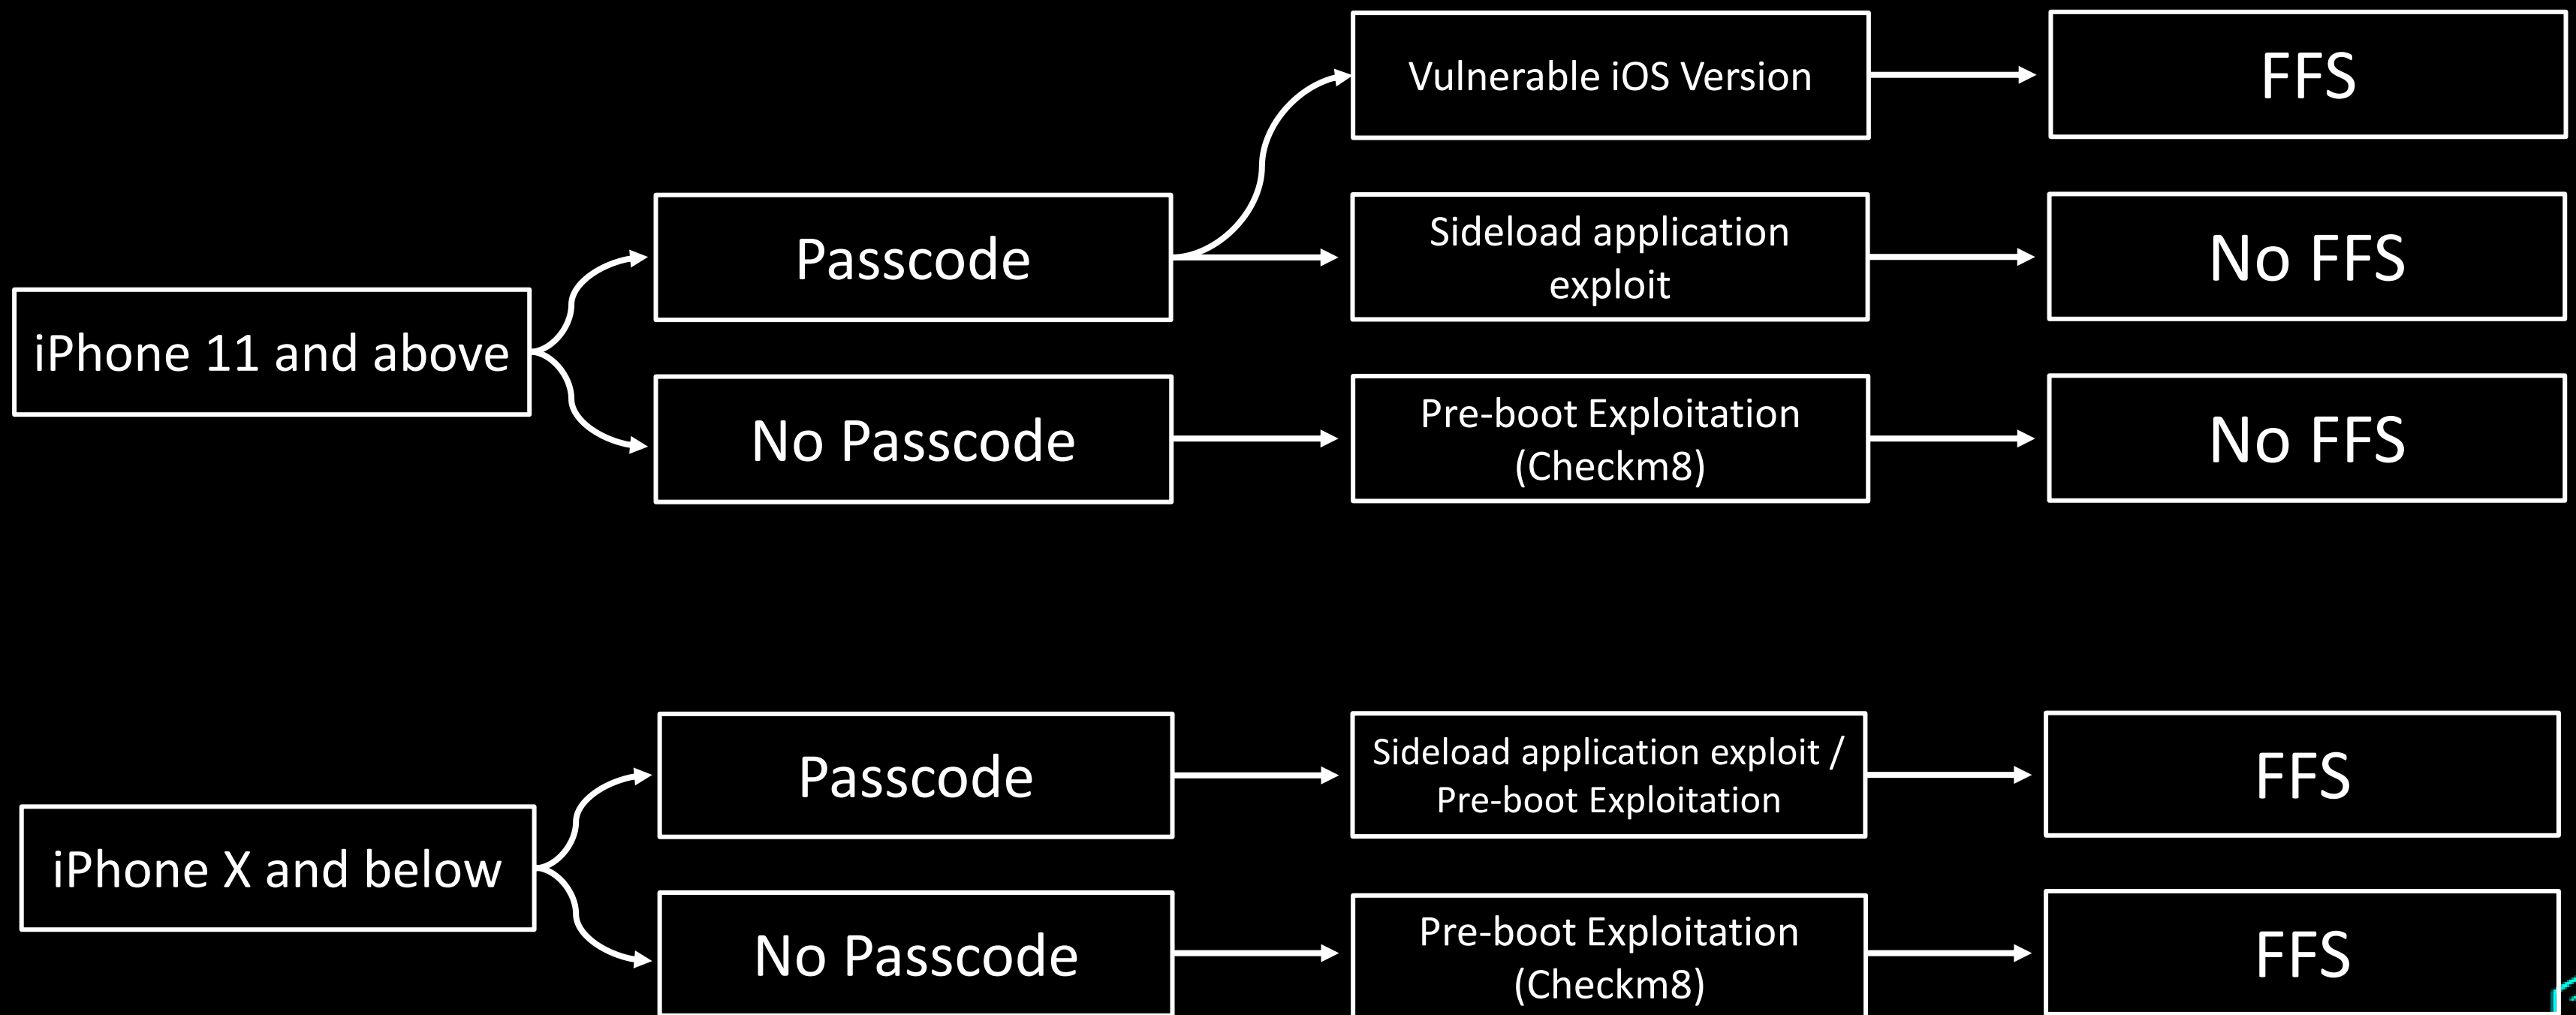 Vulnerable iOS Version
FFS
Passcode
Sideload application
exploit
No FFS
iPhone 11 and above
No Passcode
Pre-boot Exploitation
(Checkm8)
No FFS
Passcode
Sideload application exploit /
Pre-boot Exploitation
FFS
iPhone X and below
No Passcode
Pre-boot Exploitation
(Checkm8)
FFS